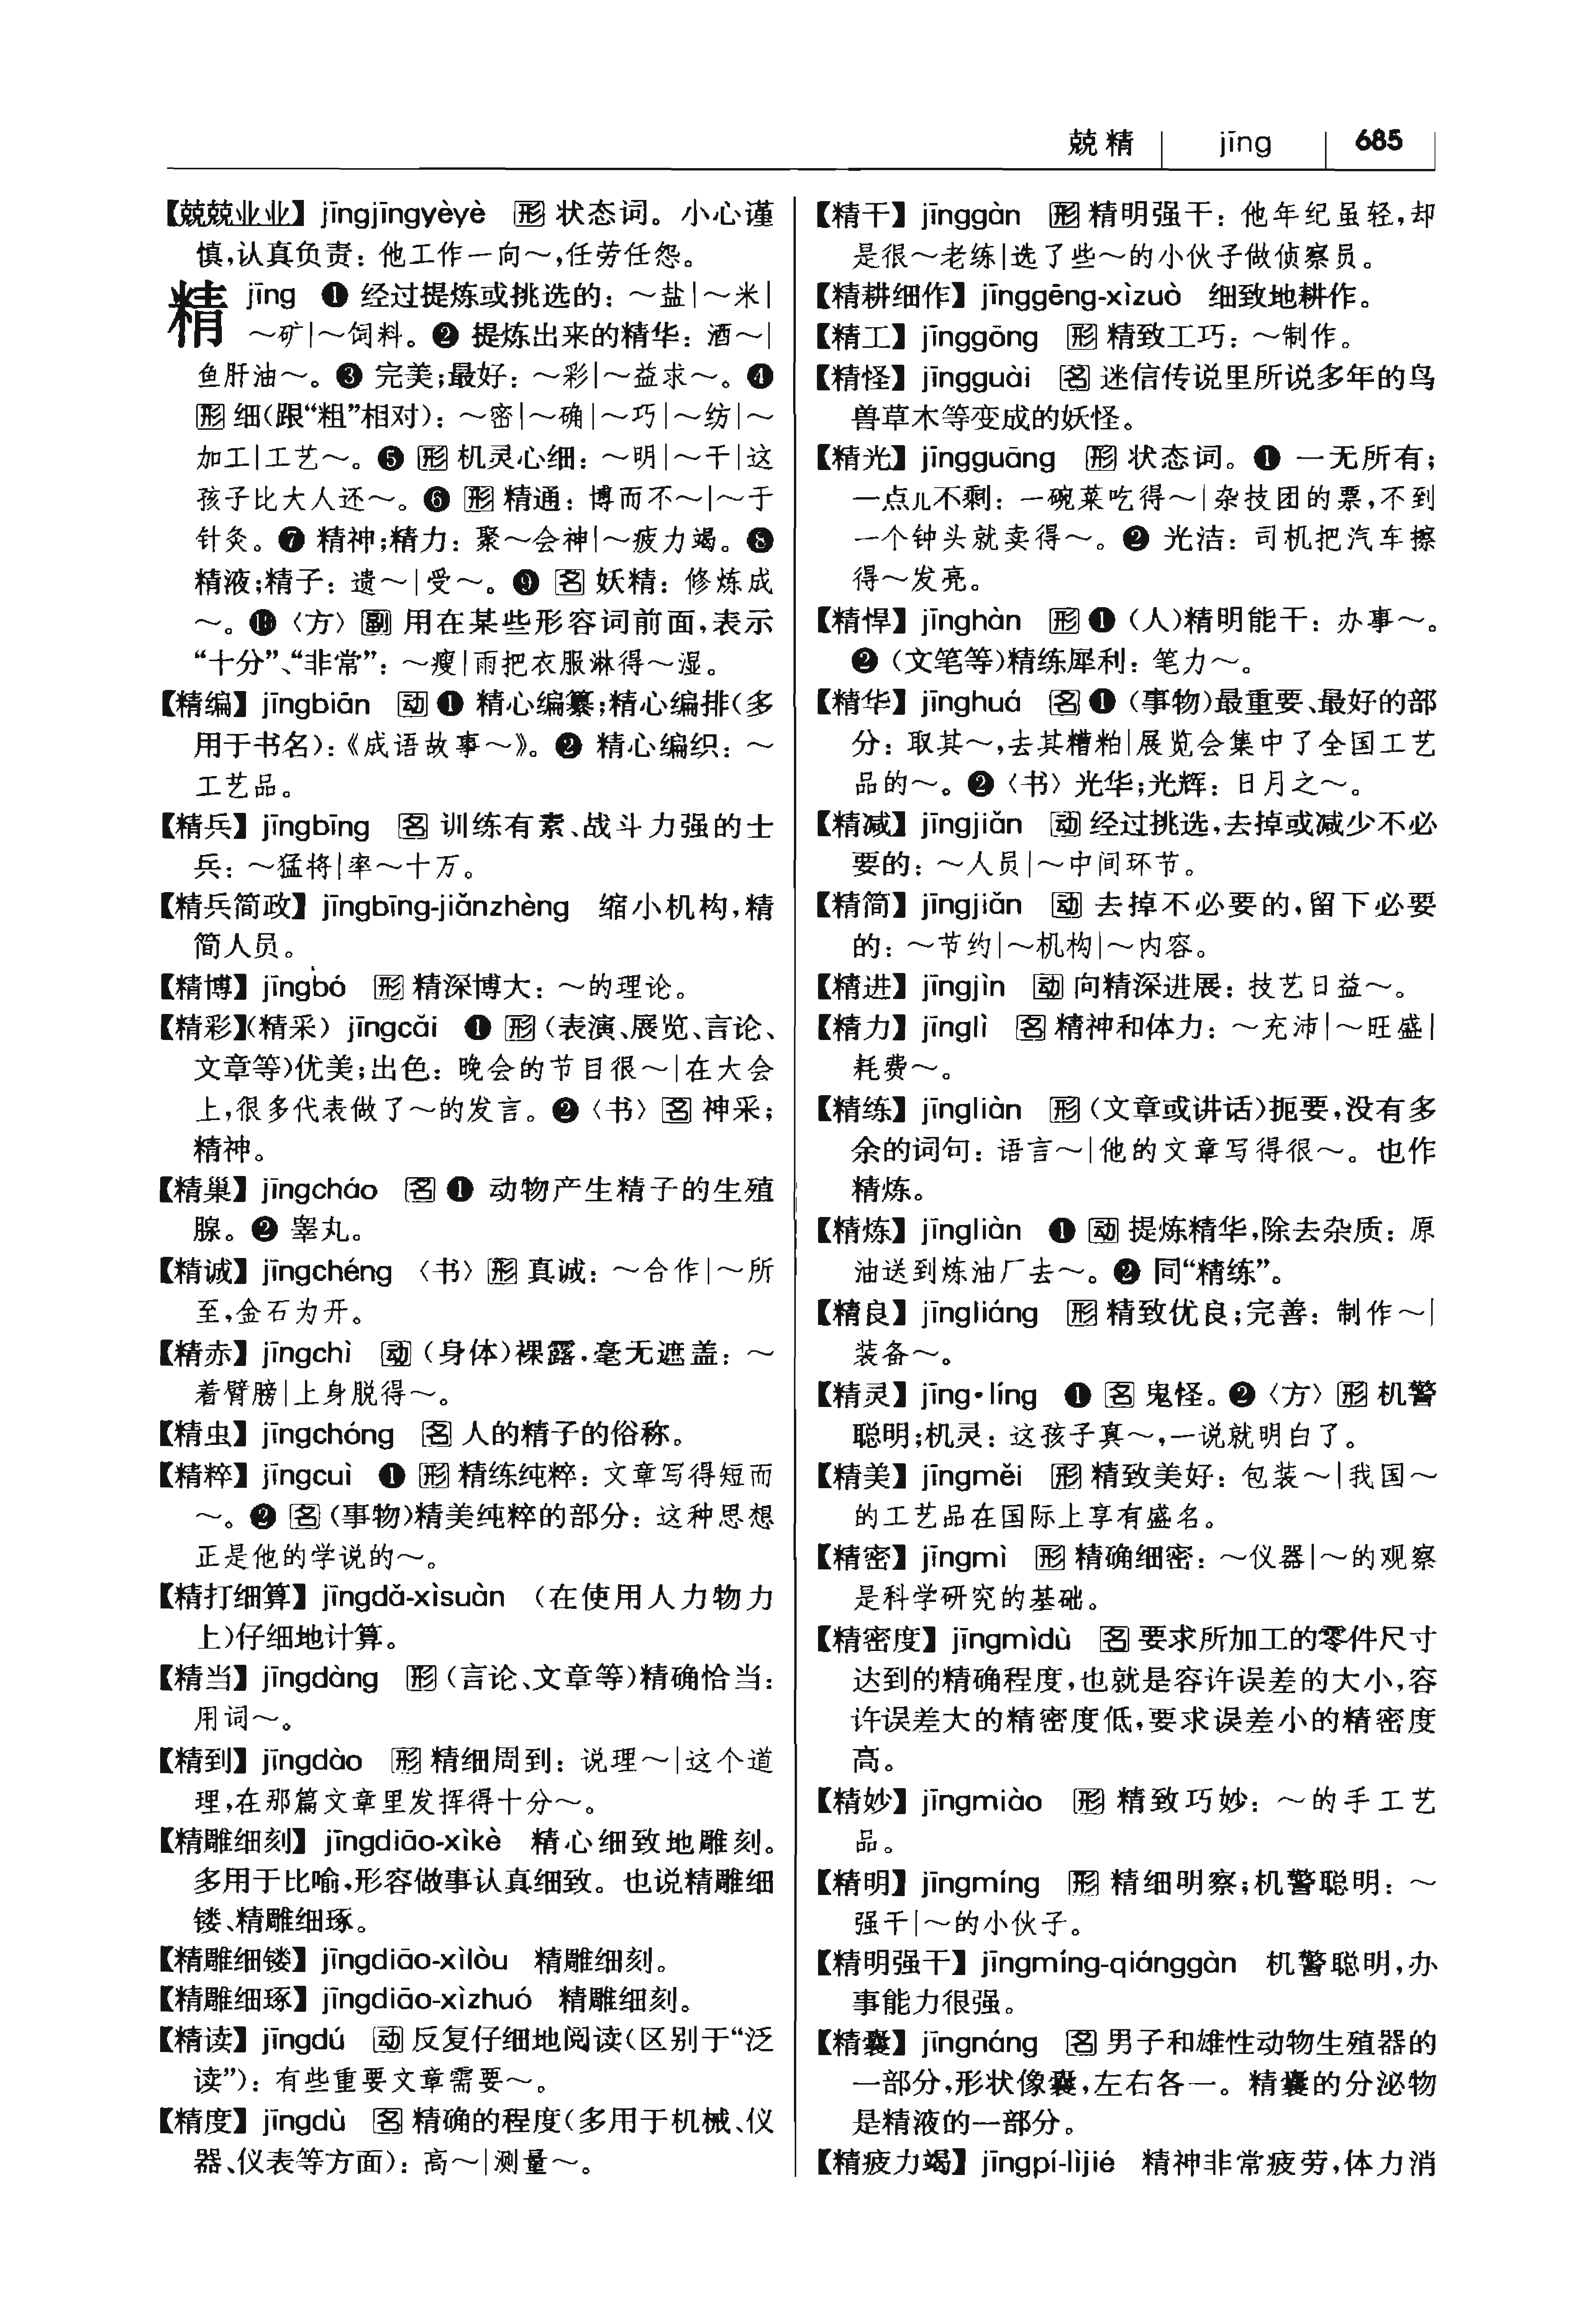 兢精 jīng 685
【兢兢业业】 jīngjīngyèyè 形 状态词。小心谨
慎,认真负责：他工作一向～,任劳任怨。
精 jīng ❶ 经过提炼或挑选的：～盐|～米|
～矿|～饲料。❷ 提炼出来的精华：酒～|
鱼肝油～。❸ 完美;最好：～彩|～益求～。❹
形 细(跟“粗”相对)：～密|～确|～巧|～纺|～
加工|工艺～。❺ 形 机灵心细：～明|～干|这
孩子比大人还～。❻ 形 精通：博而不～|～于
针灸。❼ 精神;精力：聚～会神|～疲力竭。❽
精液;精子：遗～|受～。❾ 名 妖精：修炼成
～。❿〈方〉副 用在某些形容词前面,表示
“十分”、“非常”：～瘦|雨把衣服淋得～湿。
【精编】 jīngbiān 动 ❶ 精心编纂;精心编排(多
用于书名)：《成语故事～》。❷ 精心编织：～
工艺品。
【精兵】 jīngbīng 名 训练有素、战斗力强的士
兵：～猛将|率～十万。
【精兵简政】 jīngbīng-jiǎnzhèng 缩小机构,精
简人员。
【精博】 jīngbó 形 精深博大：～的理论。
【精彩】(精采) jīngcǎi ❶ 形 (表演、展览、言论、
文章等)优美;出色：晚会的节目很～|在大会
上,很多代表做了～的发言。❷〈书〉名 神采;
精神。
【精巢】 jīngcháo 名 ❶ 动物产生精子的生殖
腺。❷ 睾丸。
【精诚】 jīngchéng 〈书〉形 真诚：～合作|～所
至,金石为开。
【精赤】 jīngchì 动 (身体)裸露,毫无遮盖：～
着臂膀|上身脱得～。
【精虫】 jīngchóng 名 人的精子的俗称。
【精粹】 jīngcuì ❶ 形 精练纯粹：文章写得短而
～。❷ 名 (事物)精美纯粹的部分：这种思想
正是他的学说的～。
【精打细算】 jīngdǎ-xìsuàn (在使用人力物力
上)仔细地计算。
【精当】 jīngdàng 形 (言论、文章等)精确恰当：
用词～。
【精到】 jīngdào 形 精细周到：说理～|这个道
理,在那篇文章里发挥得十分～。
【精雕细刻】 jīngdiāo-xìkè 精心细致地雕刻。
多用于比喻,形容做事认真细致。也说精雕细
镂、精雕细琢。
【精雕细镂】 jīngdiāo-xìlòu 精雕细刻。
【精雕细琢】 jīngdiāo-xìzhuó 精雕细刻。
【精读】 jīngdú 动 反复仔细地阅读(区别于“泛
读”)：有些重要文章需要～。
【精度】 jīngdù 名 精确的程度(多用于机械、仪
器、仪表等方面)：高～|测量～。
【精干】 jīnggàn 形 精明强干：他年纪虽轻,却
是很～老练|选了些～的小伙子做侦察员。
【精耕细作】 jīnggēng-xìzuò 细致地耕作。
【精工】 jīnggōng 形 精致工巧：～制作。
【精怪】 jīngguài 名 迷信传说里所说多年的鸟
兽草木等变成的妖怪。
【精光】 jīngguāng 形 状态词。❶ 一无所有;
一点儿不剩：一碗菜吃得～|杂技团的票,不到
一个钟头就卖得～。❷ 光洁：司机把汽车擦
得～发亮。
【精悍】 jīnghàn 形 ❶ (人)精明能干：办事～。
❷ (文笔等)精练犀利：笔力～。
【精华】 jīnghuá 名 ❶ (事物)最重要、最好的部
分：取其～,去其糟粕|展览会集中了全国工艺
品的～。❷〈书〉光华;光辉：日月之～。
【精减】 jīngjiǎn 动 经过挑选,去掉或减少不必
要的：～人员|～中间环节。
【精简】 jīngjiǎn 动 去掉不必要的,留下必要
的：～节约|～机构|～内容。
【精进】 jīngjìn 动 向精深进展：技艺日益～。
【精力】 jīnglì 名 精神和体力：～充沛|～旺盛|
耗费～。
【精练】 jīngliàn 形 (文章或讲话)扼要,没有多
余的词句：语言～|他的文章写得很～。也作
精炼。
【精炼】 jīngliàn ❶ 动 提炼精华,除去杂质：原
油送到炼油厂去～。❷ 同“精练”。
【精良】 jīngliáng 形 精致优良;完善：制作～|
装备～。
【精灵】 jīng·líng ❶ 名 鬼怪。❷〈方〉形 机警
聪明;机灵：这孩子真～,一说就明白了。
【精美】 jīngměi 形 精致美好：包装～|我国～
的工艺品在国际上享有盛名。
【精密】 jīngmì 形 精确细密：～仪器|～的观察
是科学研究的基础。
【精密度】 jīngmìdù 名 要求所加工的零件尺寸
达到的精确程度,也就是容许误差的大小,容
许误差大的精密度低,要求误差小的精密度
高。
【精妙】 jīngmiào 形 精致巧妙：～的手工艺
品。
【精明】 jīngmíng 形 精细明察;机警聪明：～
强干|～的小伙子。
【精明强干】 jīngmíng-qiánggàn 机警聪明,办
事能力很强。
【精囊】 jīngnáng 名 男子和雄性动物生殖器的
一部分,形状像囊,左右各一。精囊的分泌物
是精液的一部分。
【精疲力竭】 jīngpí-lìjié 精神非常疲劳,体力消